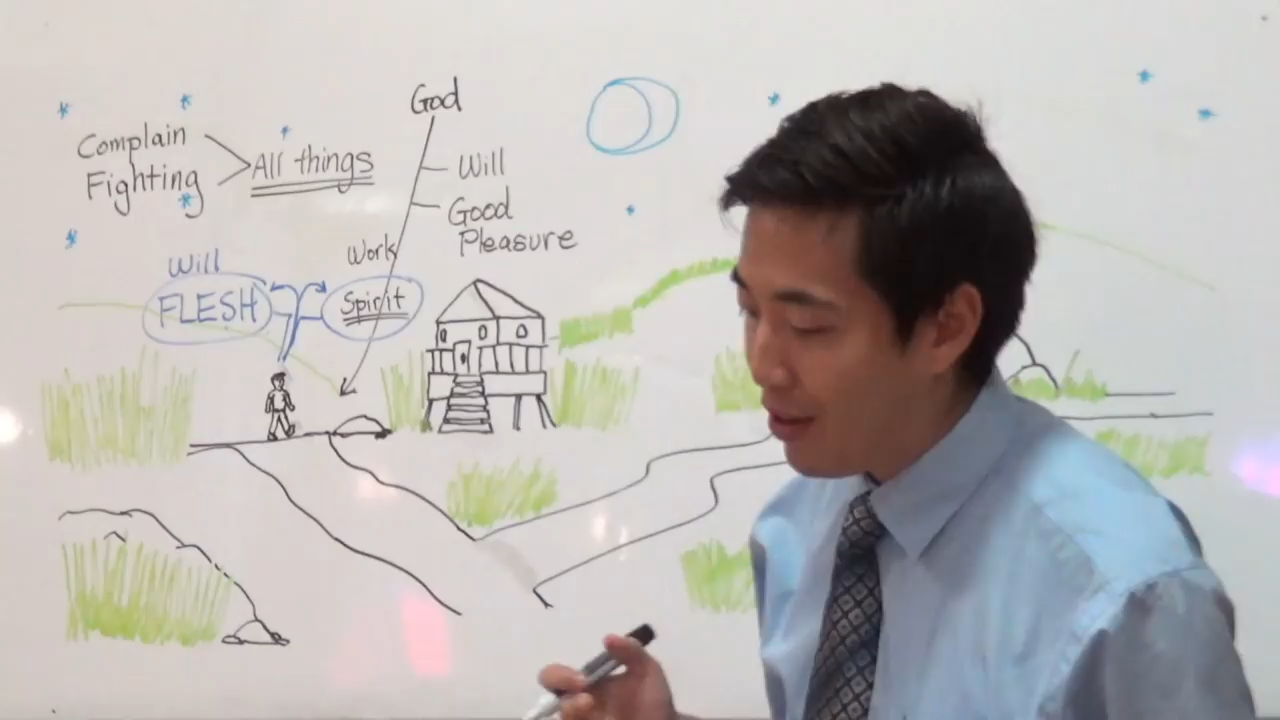 God
Complain
Fighting
All things
Will
Good
Pleasure
Work
Will
FLESH
Spirit